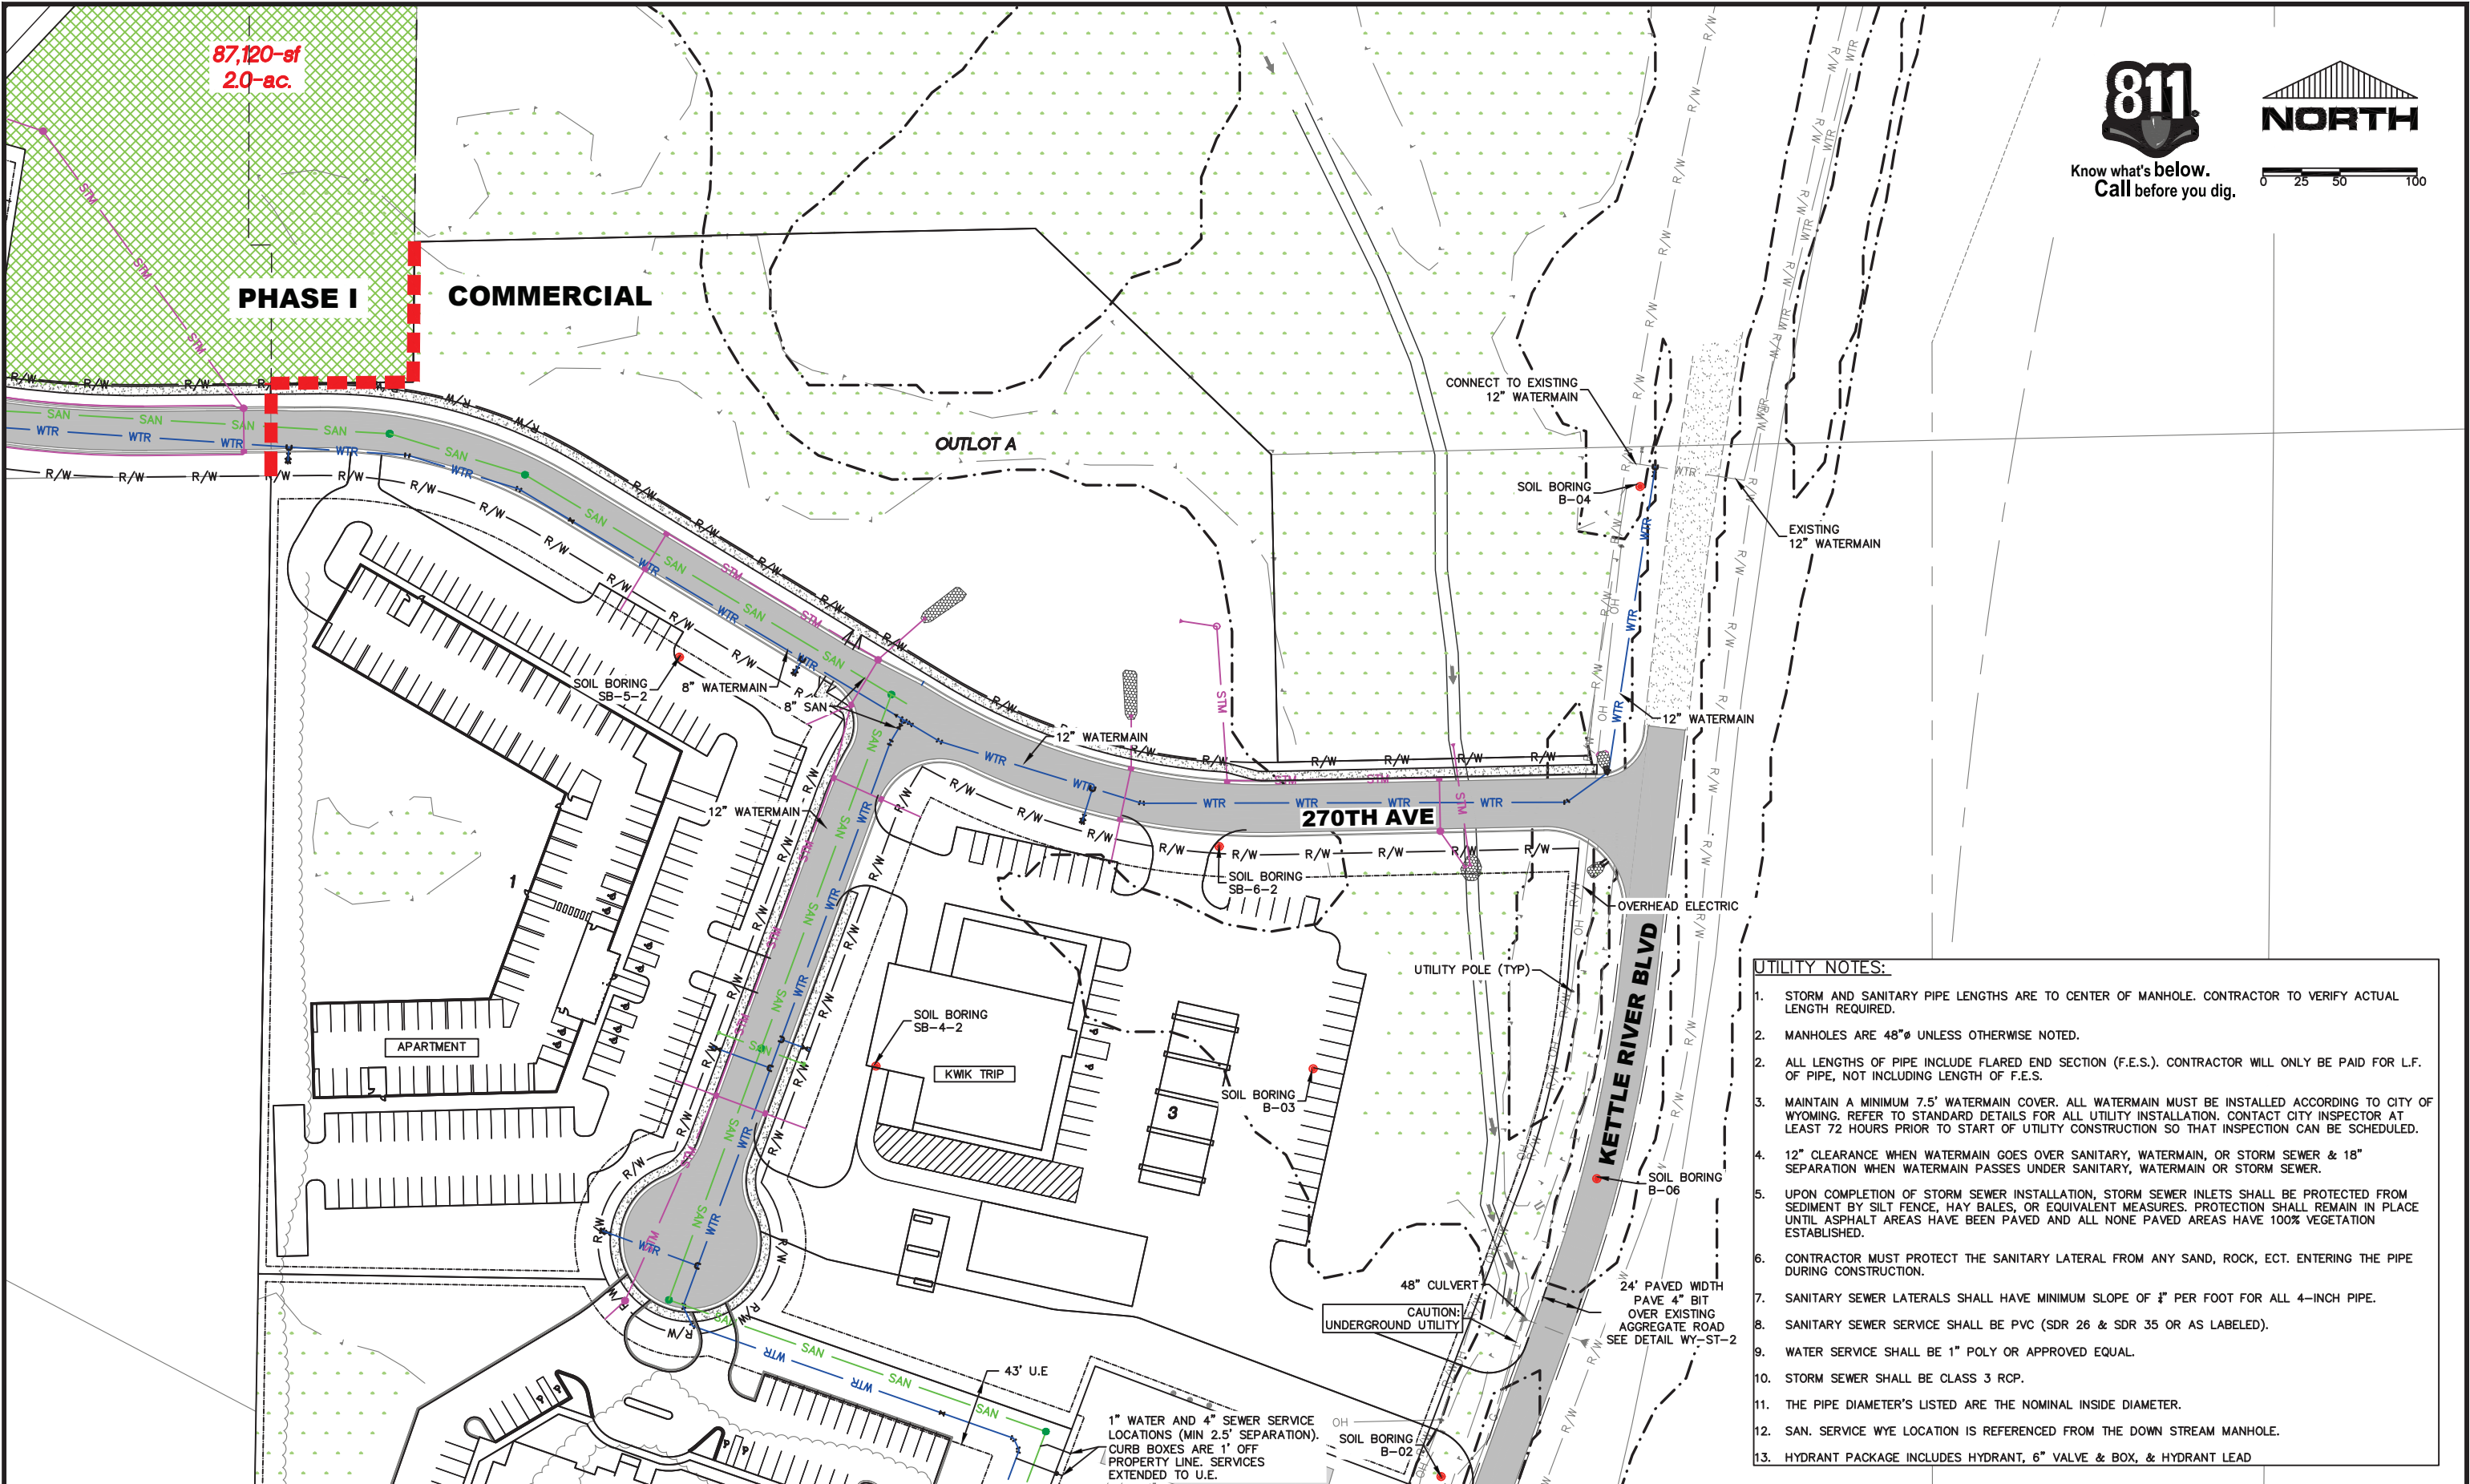 87,120-sf
2.0-ac.
811
Know what's below.
Call before you dig.
NORTH
0 25 50 100
PHASE I
COMMERCIAL
OUTLOT A
CONNECT TO EXISTING
12" WATERMAIN
SOIL BORING
B-04
EXISTING
12" WATERMAIN
SOIL BORING
SB-5-2
8" WATERMAIN
8" SAN
12" WATERMAIN
12" WATERMAIN
12" WATERMAIN
270TH AVE
SOIL BORING
SB-6-2
OVERHEAD ELECTRIC
UTILITY POLE (TYP)
KETTLE RIVER BLVD
1
APARTMENT
SOIL BORING
SB-4-2
KWIK TRIP
3
SOIL BORING
B-03
SOIL BORING
B-06
48" CULVERT
CAUTION:
UNDERGROUND UTILITY
24' PAVED WIDTH
PAVE 4" BIT
OVER EXISTING
AGGREGATE ROAD
SEE DETAIL WY-ST-2
43' U.E
1" WATER AND 4" SEWER SERVICE
LOCATIONS (MIN 2.5' SEPARATION).
CURB BOXES ARE 1' OFF
PROPERTY LINE. SERVICES
EXTENDED TO U.E.
SOIL BORING
B-02
R/W
SAN
WTR
STM
OH
UTILITY NOTES:
1. STORM AND SANITARY PIPE LENGTHS ARE TO CENTER OF MANHOLE. CONTRACTOR TO VERIFY ACTUAL
LENGTH REQUIRED.
2. MANHOLES ARE 48"ø UNLESS OTHERWISE NOTED.
2. ALL LENGTHS OF PIPE INCLUDE FLARED END SECTION (F.E.S.). CONTRACTOR WILL ONLY BE PAID FOR L.F.
OF PIPE, NOT INCLUDING LENGTH OF F.E.S.
3. MAINTAIN A MINIMUM 7.5' WATERMAIN COVER. ALL WATERMAIN MUST BE INSTALLED ACCORDING TO CITY OF
WYOMING. REFER TO STANDARD DETAILS FOR ALL UTILITY INSTALLATION. CONTACT CITY INSPECTOR AT
LEAST 72 HOURS PRIOR TO START OF UTILITY CONSTRUCTION SO THAT INSPECTION CAN BE SCHEDULED.
4. 12" CLEARANCE WHEN WATERMAIN GOES OVER SANITARY, WATERMAIN, OR STORM SEWER & 18"
SEPARATION WHEN WATERMAIN PASSES UNDER SANITARY, WATERMAIN OR STORM SEWER.
5. UPON COMPLETION OF STORM SEWER INSTALLATION, STORM SEWER INLETS SHALL BE PROTECTED FROM
SEDIMENT BY SILT FENCE, HAY BALES, OR EQUIVALENT MEASURES. PROTECTION SHALL REMAIN IN PLACE
UNTIL ASPHALT AREAS HAVE BEEN PAVED AND ALL NONE PAVED AREAS HAVE 100% VEGETATION
ESTABLISHED.
6. CONTRACTOR MUST PROTECT THE SANITARY LATERAL FROM ANY SAND, ROCK, ECT. ENTERING THE PIPE
DURING CONSTRUCTION.
7. SANITARY SEWER LATERALS SHALL HAVE MINIMUM SLOPE OF PER FOOT FOR ALL 4-INCH PIPE.
8. SANITARY SEWER SERVICE SHALL BE PVC (SDR 26 & SDR 35 OR AS LABELED).
9. WATER SERVICE SHALL BE 1" POLY OR APPROVED EQUAL.
10. STORM SEWER SHALL BE CLASS 3 RCP.
11. THE PIPE DIAMETER'S LISTED ARE THE NOMINAL INSIDE DIAMETER.
12. SAN. SERVICE WYE LOCATION IS REFERENCED FROM THE DOWN STREAM MANHOLE.
13. HYDRANT PACKAGE INCLUDES HYDRANT, 6" VALVE & BOX, & HYDRANT LEAD